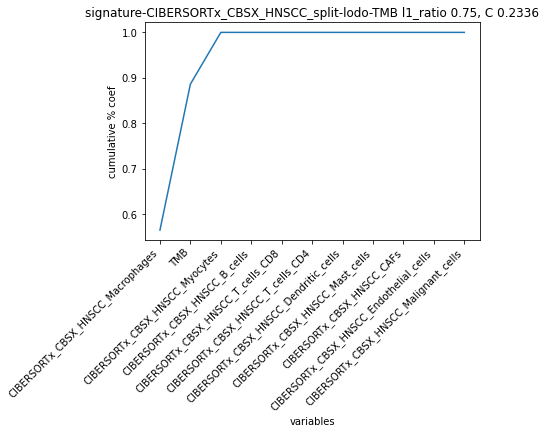 signature-CIBERSORTx_CBSX_HNSCC_split-lodo-TMB l1_ratio 0.75, C 0.2336
1.0
0.9
0.8
0.7
0.6
cumulative % coef
CIBERSORTx_CBSX_HNSCC_Macrophages
TMB
CIBERSORTx_CBSX_HNSCC_Myocytes
CIBERSORTx_CBSX_HNSCC_B_cells
CIBERSORTx_CBSX_HNSCC_T_cells_CD8
CIBERSORTx_CBSX_HNSCC_T_cells_CD4
CIBERSORTx_CBSX_HNSCC_Dendritic_cells
CIBERSORTx_CBSX_HNSCC_Mast_cells
CIBERSORTx_CBSX_HNSCC_CAFs
CIBERSORTx_CBSX_HNSCC_Endothelial_cells
CIBERSORTx_CBSX_HNSCC_Malignant_cells
variables